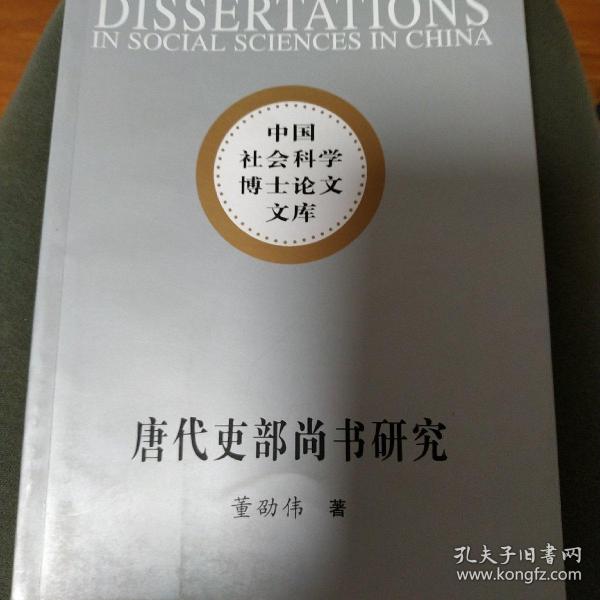 DISSERTATIONS
IN SOCIAL SCIENCES IN CHINA
中国
社会科学
博士论文
文库
唐代吏部尚书研究
董劭伟 著
孔夫子旧书网
www.kongfz.com